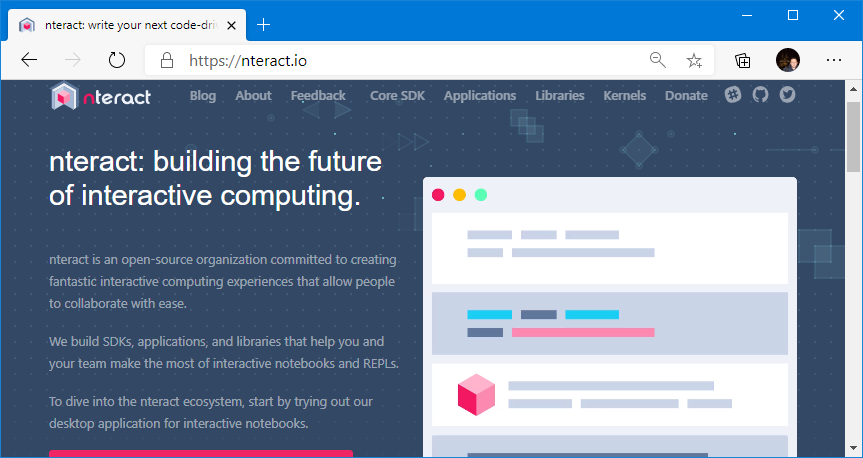 nteract: write your next code-driv
https://nteract.io
nteract
Blog About Feedback Core SDK Applications Libraries Kernels Donate
nteract: building the future
of interactive computing.
nteract is an open-source organization committed to creating
fantastic interactive computing experiences that allow people
to collaborate with ease.
We build SDKs, applications, and libraries that help you and
your team make the most of interactive notebooks and REPLs.
To dive into the nteract ecosystem, start by trying out our
desktop application for interactive notebooks.